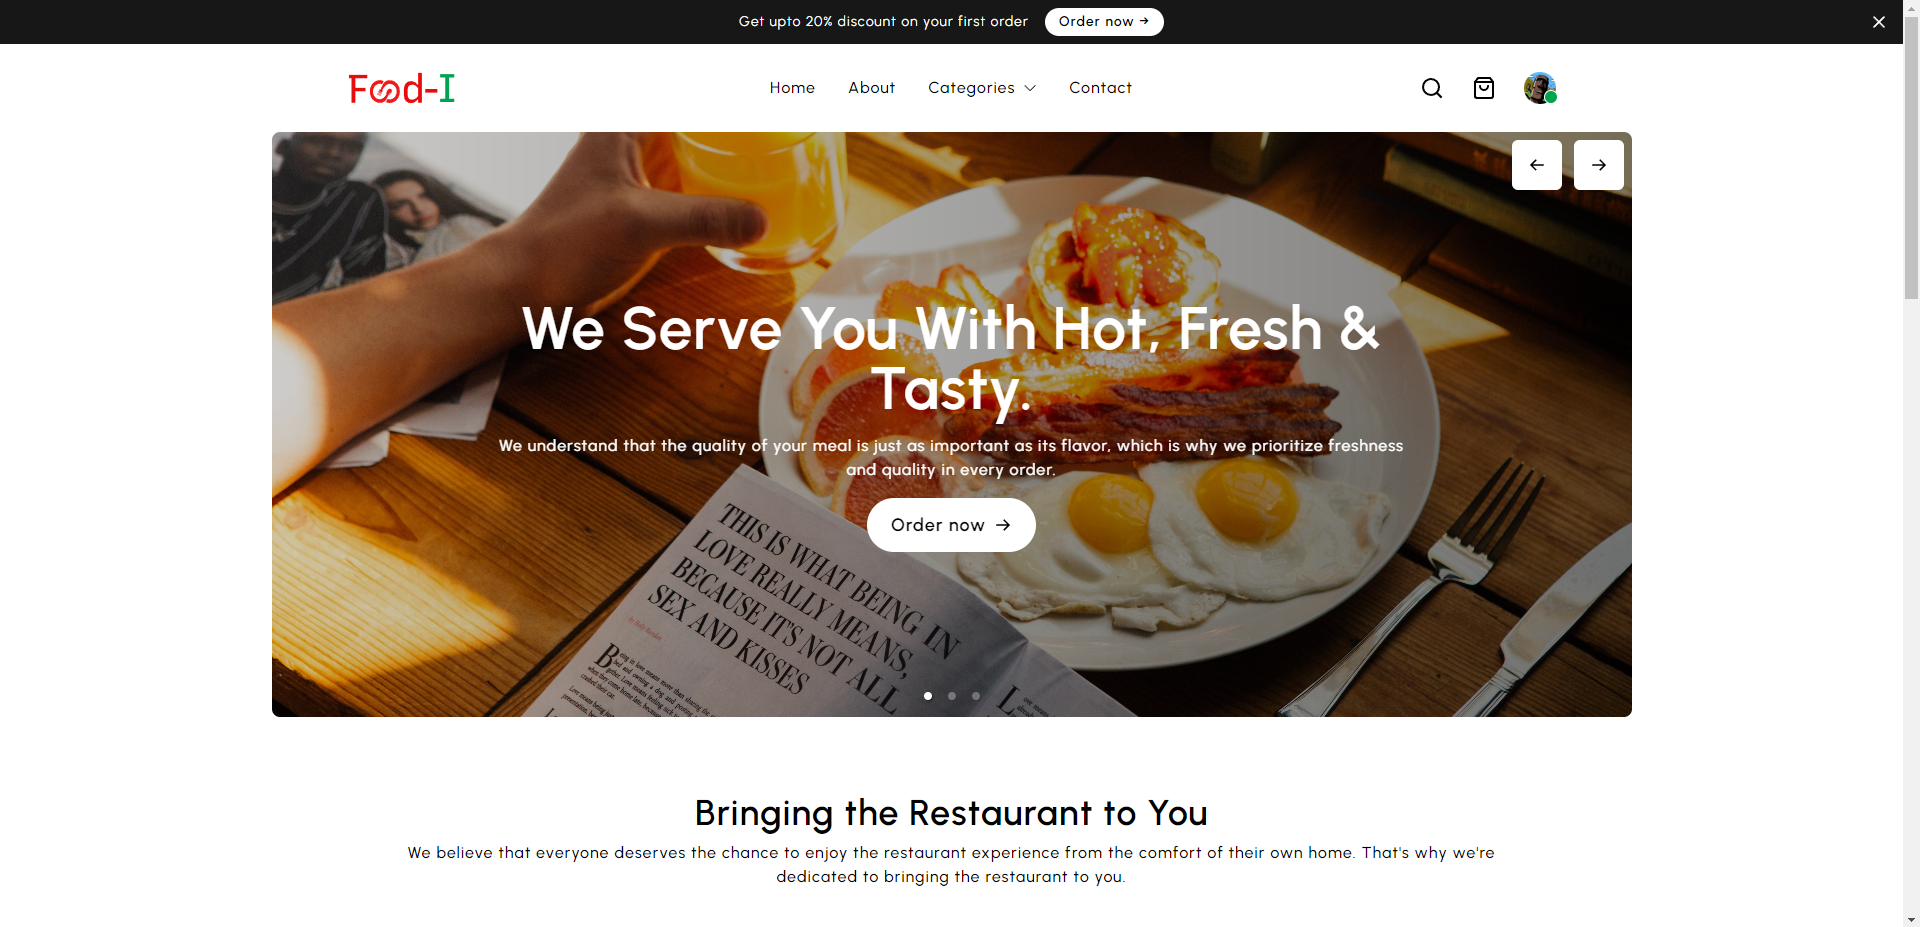 Get upto 20% discount on your first order Order now →
Food-I
Home About Categories Contact
We Serve You With Hot, Fresh &
Tasty.
We understand that the quality of your meal is just as important as its flavor, which is why we prioritize freshness
and quality in every order.
Order now →
THIS IS WHAT BEING IN
LOVE REALLY MEANS,
BECAUSE IT'S NOT ALL
SEX AND KISSES
Bringing the Restaurant to You
We believe that everyone deserves the chance to enjoy the restaurant experience from the comfort of their own home. That's why we're
dedicated to bringing the restaurant to you.